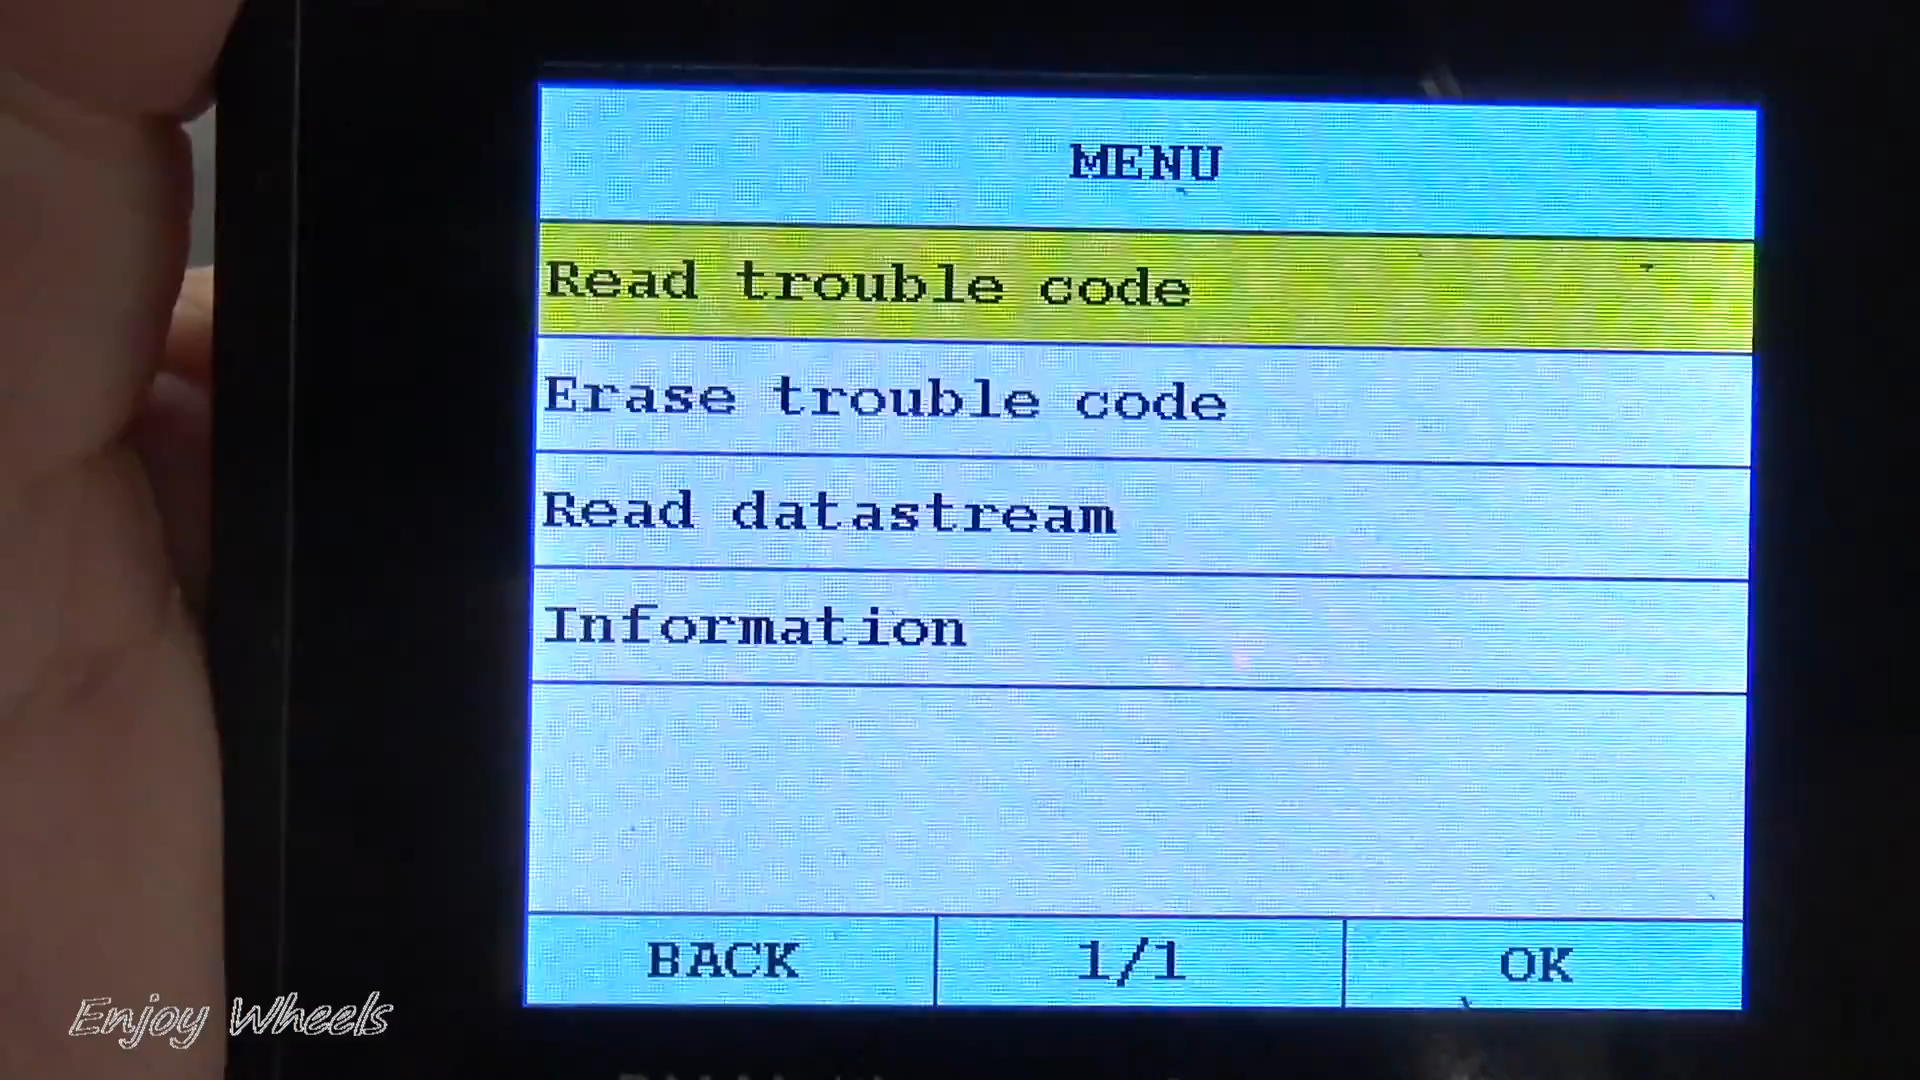 MENU
Read trouble code
Erase trouble code
Read datastream
Information
BACK 1/1 OK
Enjoy Wheels